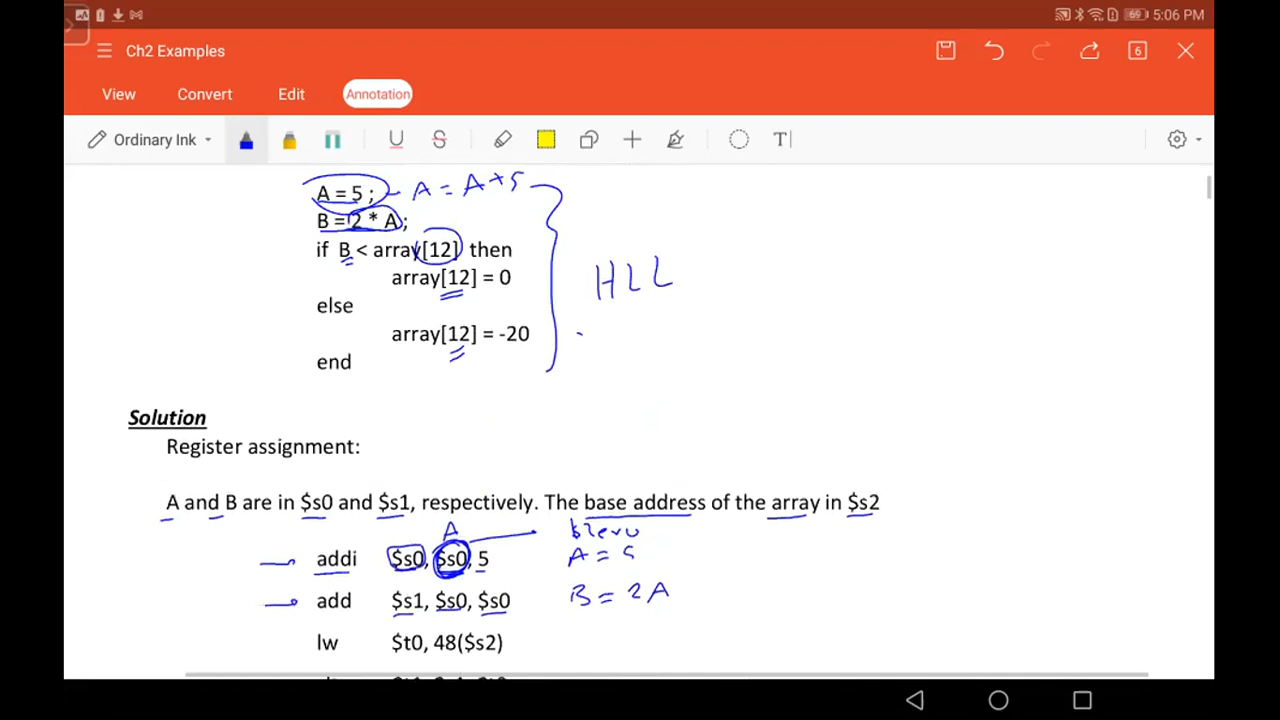 69 5:06 PM
Ch2 Examples
6
View Convert Edit Annotation
Ordinary Ink
A = 5 ; A = A + 5
B = 2 * A ;
if B < array[12] then
array[12] = 0
HLL
else
array[12] = -20
end
Solution
Register assignment:
A and B are in $s0 and $s1, respectively. The base address of the array in $s2
A $zero
addi $s0, $s0, 5 A = 5
add $s1, $s0, $s0 B = 2A
lw $t0, 48($s2)